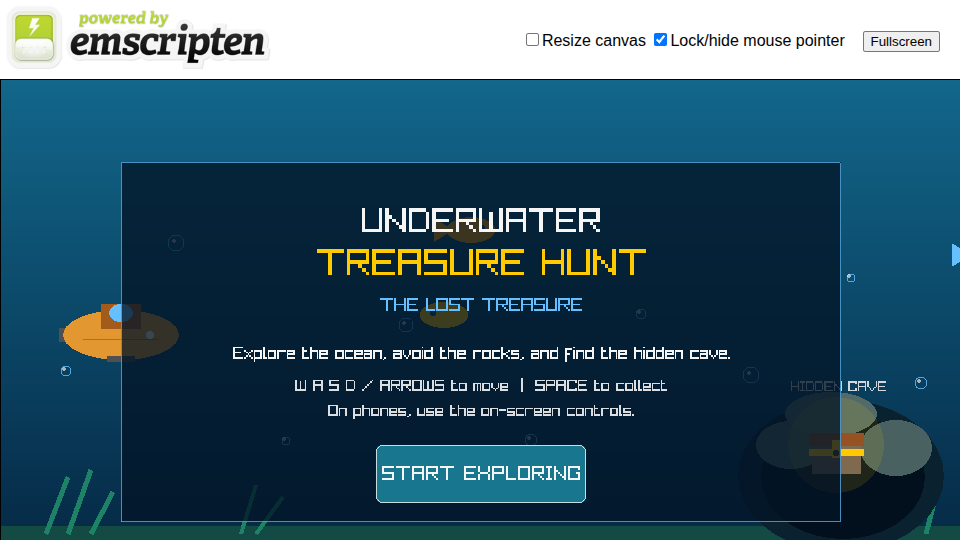 powered by
emscripten
Resize canvas
Lock/hide mouse pointer
Fullscreen
UNDERWATER
TREASURE HUNT
THE LOST TREASURE
Explore the ocean, avoid the rocks, and find the hidden cave.
W A S D / ARROWS to move | SPACE to collect
HIDDEN CAVE
On phones, use the on-screen controls.
START EXPLORING